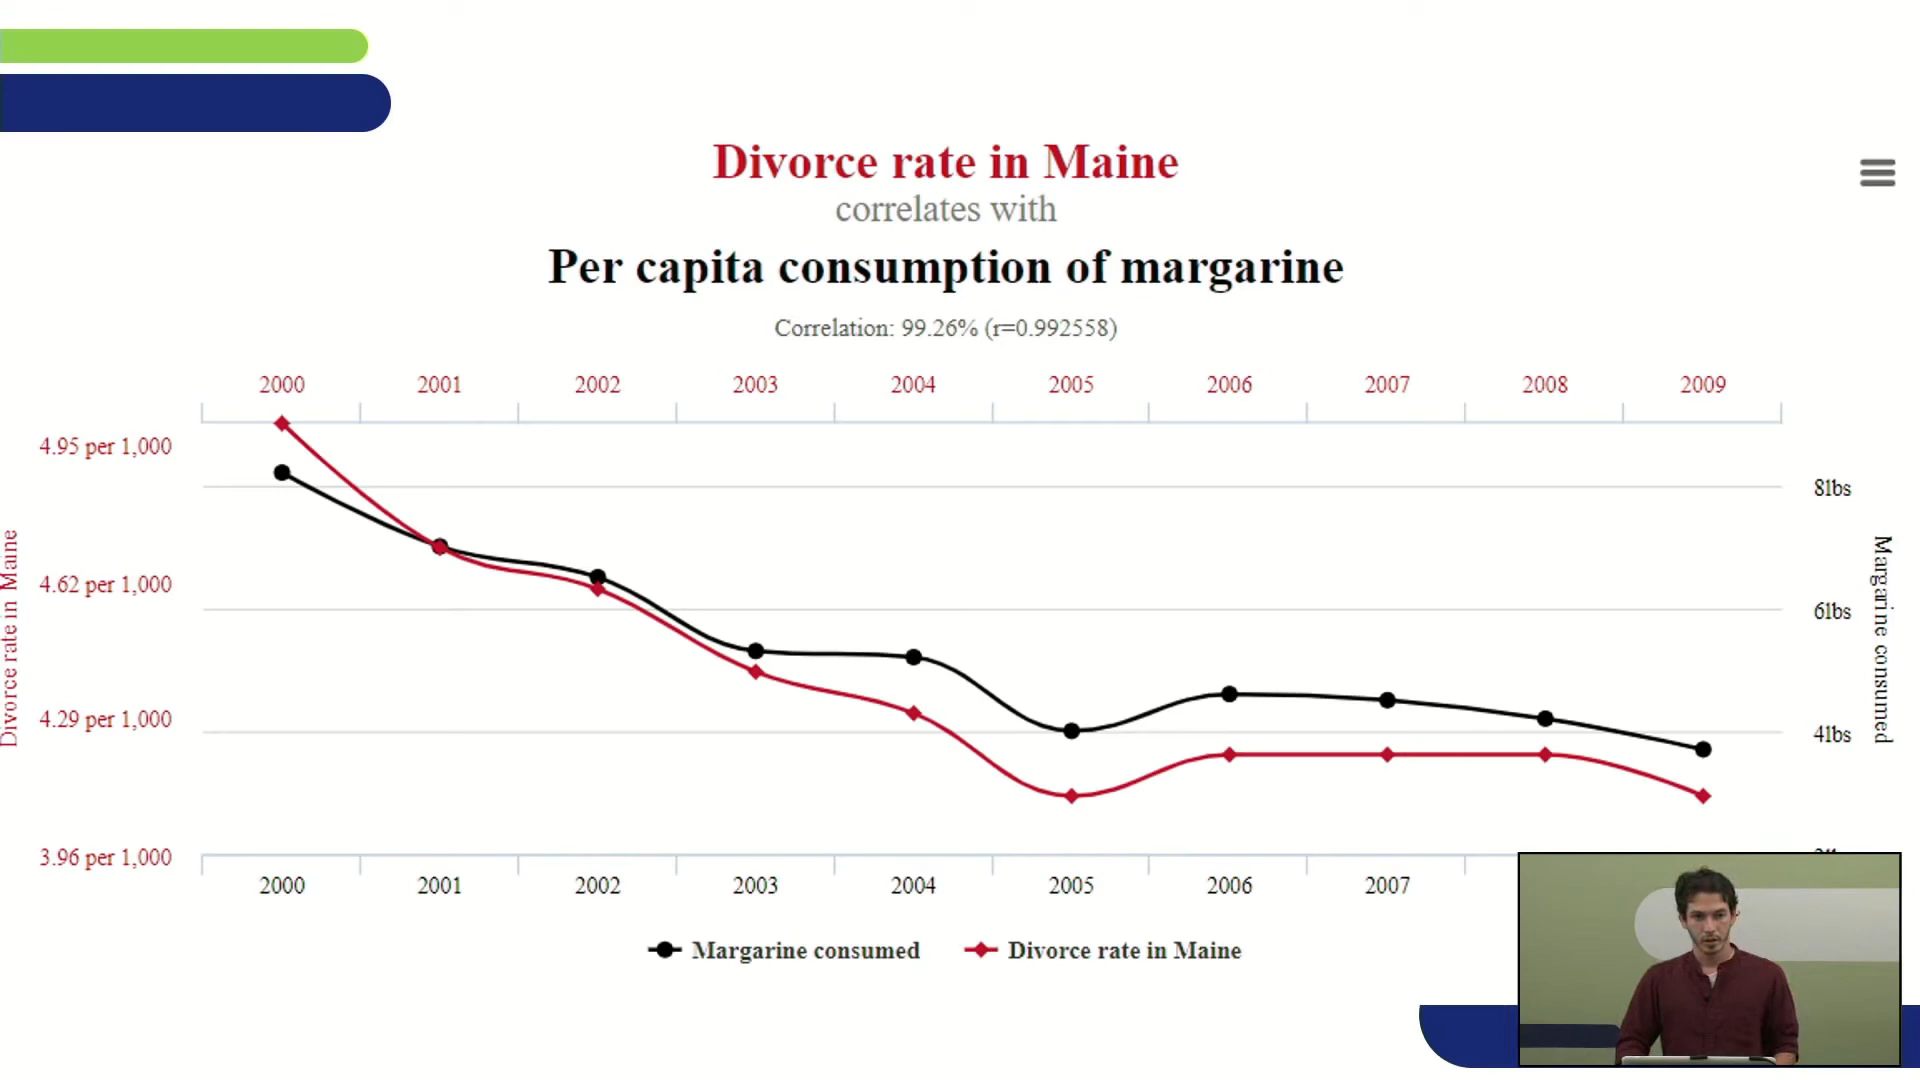 Divorce rate in Maine
correlates with
Per capita consumption of margarine
Correlation: 99.26% (r=0.992558)
2000 2001 2002 2003 2004 2005 2006 2007 2008 2009
4.95 per 1,000
8lbs
4.62 per 1,000
6lbs
4.29 per 1,000
4lbs
3.96 per 1,000
Divorce rate in Maine
Margarine consumed
2000 2001 2002 2003 2004 2005 2006 2007
Margarine consumed Divorce rate in Maine